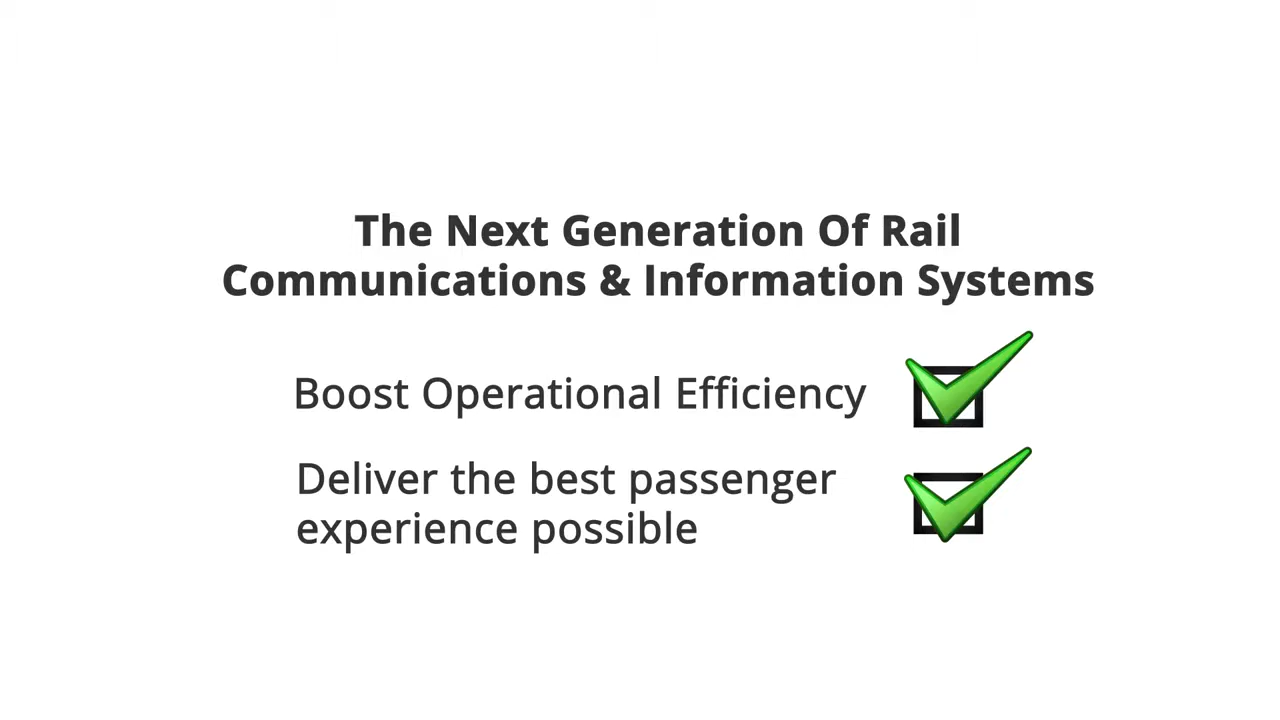 The Next Generation Of Rail
Communications & Information Systems
Boost Operational Efficiency
Deliver the best passenger
experience possible